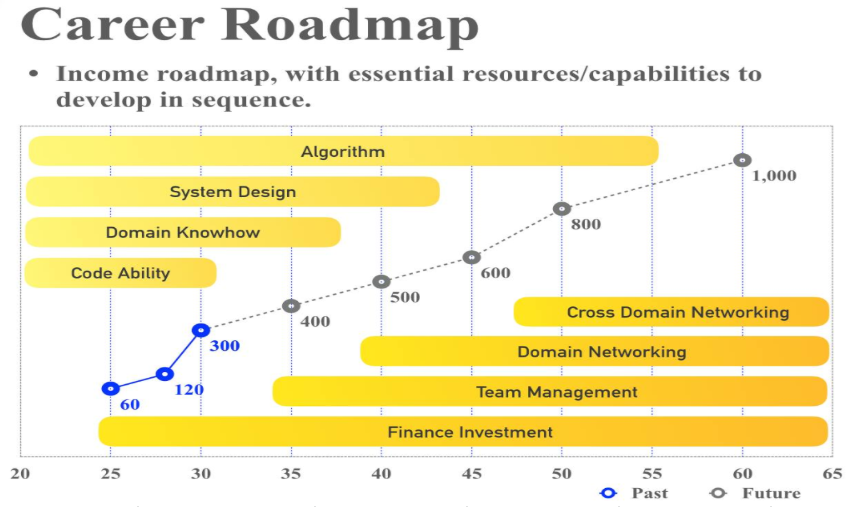 Career Roadmap
• Income roadmap, with essential resources/capabilities to
develop in sequence.
Algorithm
1,000
System Design
800
Domain Knowhow
600
Code Ability
500
400
Cross Domain Networking
300
Domain Networking
120
Team Management
60
Finance Investment
20 25 30 35 40 45 50 55 60 65
Past Future